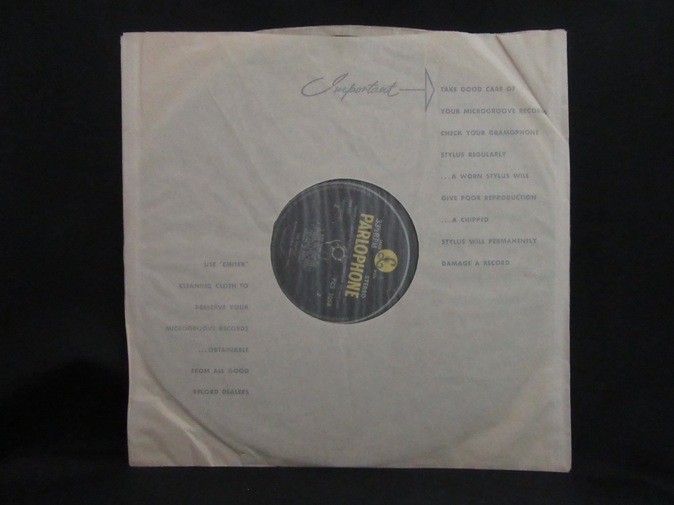 Important
TAKE GOOD CARE OF
YOUR MICROGROOVE RECORDS
CHECK YOUR GRAMOPHONE
STYLUS REGULARLY
...A WORN STYLUS WILL
GIVE POOR REPRODUCTION
...A CHIPPED
STYLUS WILL PERMANENTLY
DAMAGE A RECORD
PARLOPHONE
STEREO
USE 'EMITEX'
CLEANING CLOTH TO
PRESERVE YOUR
MICROGROOVE RECORDS
...OBTAINABLE
FROM ALL GOOD
RECORD DEALERS